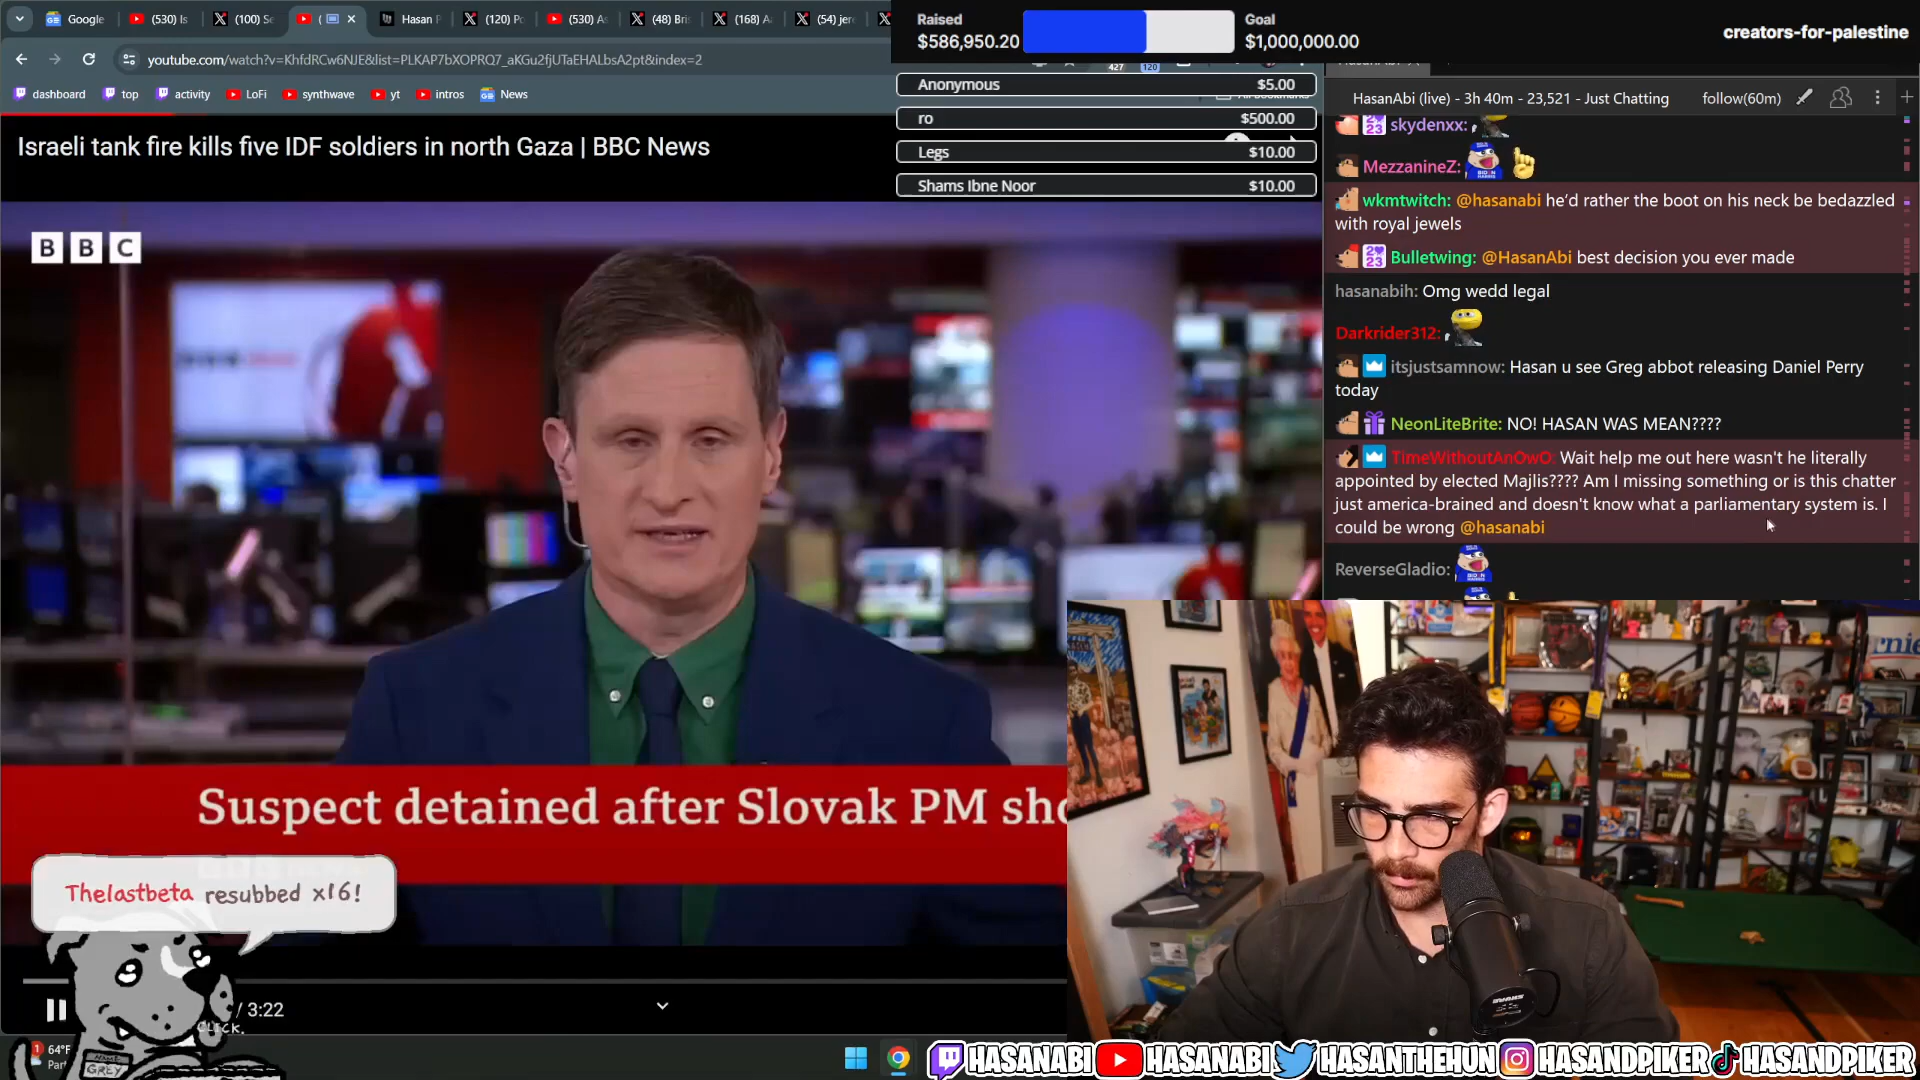 (530) Is
(100) Se
(
Hasan P
(120) Po
(530) A
(48) Bri
(168) A
(54) jer
Google
youtube.com/watch?v=KhfdRCw6NJE&list=PLKAP7bXOPRQ7_aKGu2fjUTaEHALbsA2pt&index=2
427
120
dashboard
top
activity
LoFi
synthwave
yt
intros
News
Raised
$586,950.20
Goal
$1,000,000.00
creators-for-palestine
Anonymous $5.00
ro $500.00
Legs $10.00
Shams Ibne Noor $10.00
Israeli tank fire kills five IDF soldiers in north Gaza | BBC News
BBC
Suspect detained after Slovak PM sho
Thelastbeta resubbed x16!
CLICK.
NAME
GREY
/ 3:22
1
64°F
HasanAbi (live) - 3h 40m - 23,521 - Just Chatting
follow(60m)
skydenxx:
MezzanineZ:
wkmtwitch: @hasanabi he'd rather the boot on his neck be bedazzled
with royal jewels
Bulletwing: @HasanAbi best decision you ever made
hasanabih: Omg wedd legal
Darkrider312:
itsjustsamnow: Hasan u see Greg abbot releasing Daniel Perry
today
NeonLiteBrite: NO! HASAN WAS MEAN????
TimeWithoutAnOwO: Wait help me out here wasn't he literally
appointed by elected Majlis???? Am I missing something or is this chatter
just america-brained and doesn't know what a parliamentary system is. I
could be wrong @hasanabi
ReverseGladio:
SHURE
HASANABI
HASANABI
HASANTHEHUN
HASANDPIKER
HASANDPIKER